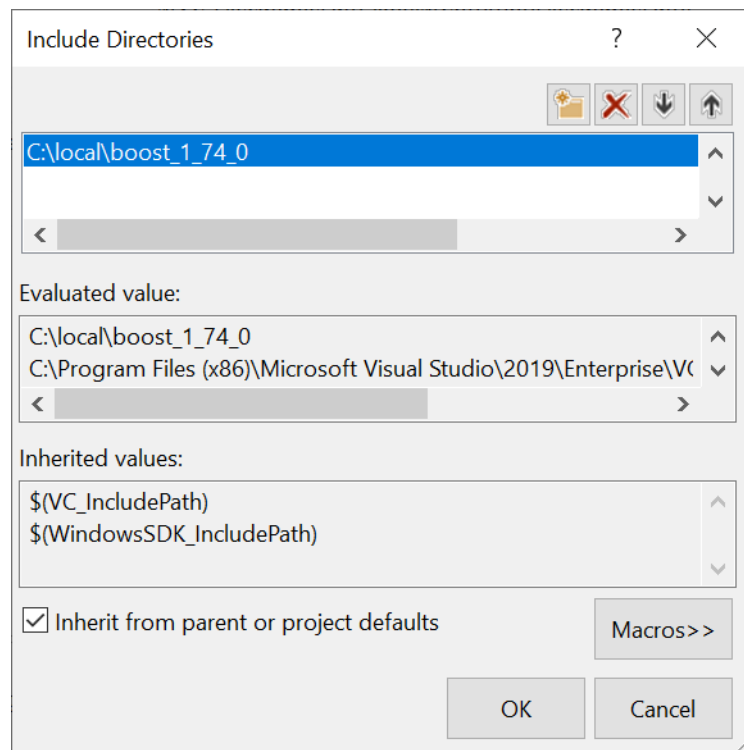 Include Directories
?
C:\local\boost_1_74_0
Evaluated value:
C:\local\boost_1_74_0
C:\Program Files (x86)\Microsoft Visual Studio\2019\Enterprise\VC
Inherited values:
$(VC_IncludePath)
$(WindowsSDK_IncludePath)
Inherit from parent or project defaults
Macros>>
OK
Cancel